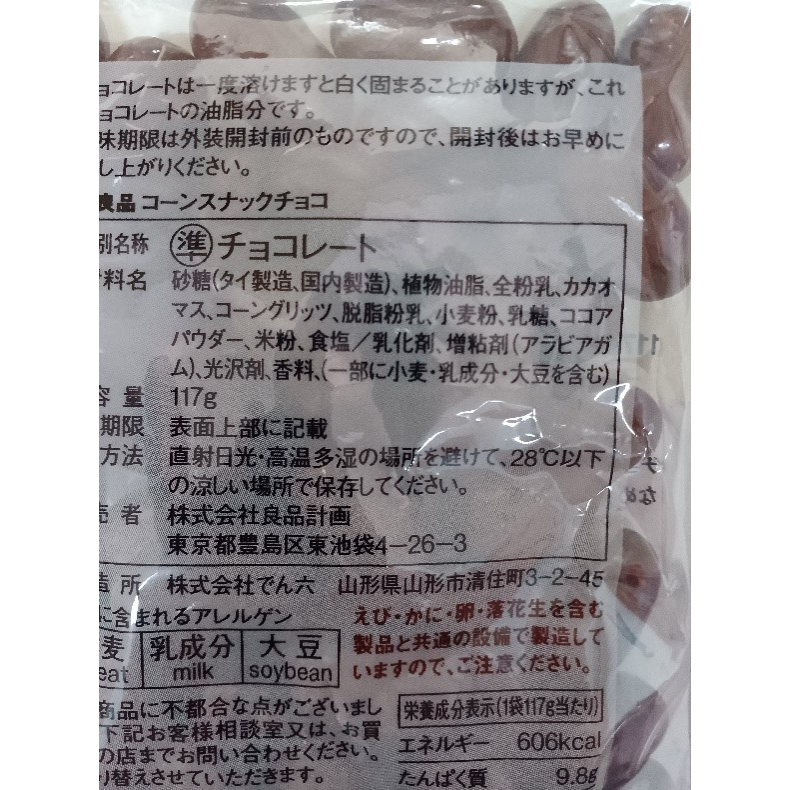 ョコレートは一度溶けますと白く固まることがありますが、これ
ョコレートの油脂分です。
味期限は外装開封前のものですので、開封後はお早めに
し上がりください。
良品 コーンスナックチョコ
別名称 準チョコレート
料名 砂糖(タイ製造、国内製造)、植物油脂、全粉乳、カカオ
マス、コーングリッツ、脱脂粉乳、小麦粉、乳糖、ココア
パウダー、米粉、食塩／乳化剤、増粘剤(アラビアガ
ム)、光沢剤、香料、(一部に小麦・乳成分・大豆を含む)
容量 117g
期限 表面上部に記載
方法 直射日光・高温多湿の場所を避けて、28℃以下
の涼しい場所で保存してください。
売者 株式会社良品計画
東京都豊島区東池袋4-26-3
造所 株式会社でん六 山形県山形市清住町3-2-45
に含まれるアレルゲン
麦 乳成分 大豆
eat milk soybean
えび・かに・卵・落花生を含む
製品と共通の設備で製造して
いますので、ご注意ください。
商品に不都合な点がございまし
下記お客様相談室又は、お買
の店までお問い合わせください。
り替えさせていただきます。
栄養成分表示(1袋117g当たり)
エネルギー 606kcal
たんぱく質 9.8g